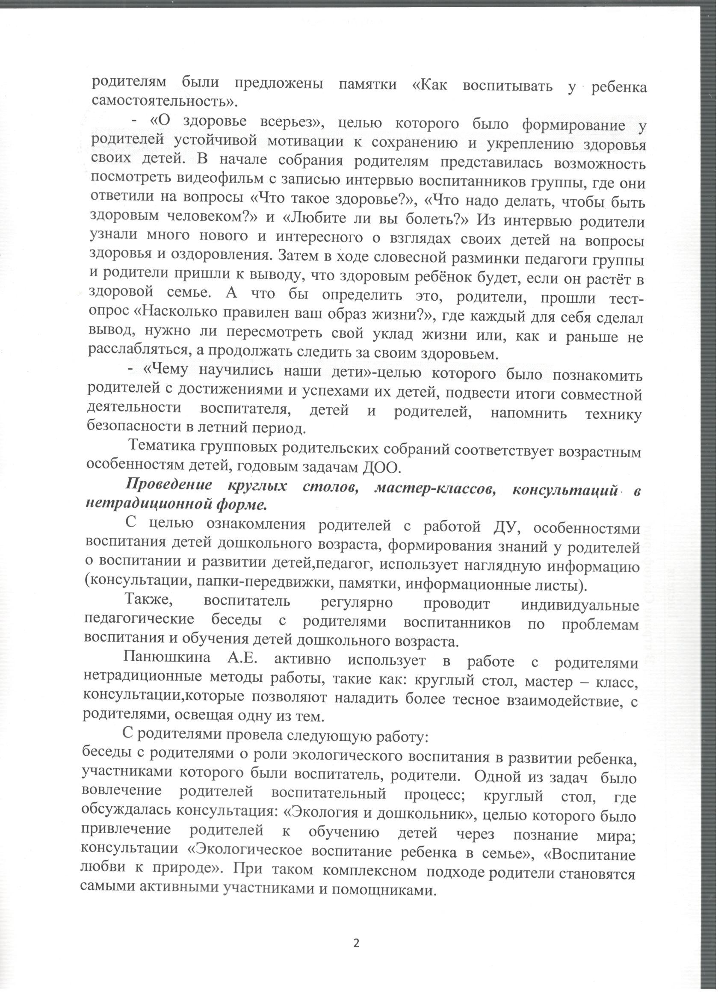 родителям были предложены памятки «Как воспитывать у ребенка
самостоятельность».
- «О здоровье всерьез», целью которого было формирование у
родителей устойчивой мотивации к сохранению и укреплению здоровья
своих детей. В начале собрания родителям представилась возможность
посмотреть видеофильм с записью интервью воспитанников группы, где они
ответили на вопросы «Что такое здоровье?», «Что надо делать, чтобы быть
здоровым человеком?» и «Любите ли вы болеть?» Из интервью родители
узнали много нового и интересного о взглядах своих детей на вопросы
здоровья и оздоровления. Затем в ходе словесной разминки педагоги группы
и родители пришли к выводу, что здоровым ребёнок будет, если он растёт в
здоровой семье. А что бы определить это, родители, прошли тест-
опрос «Насколько правилен ваш образ жизни?», где каждый для себя сделал
вывод, нужно ли пересмотреть свой уклад жизни или, как и раньше не
расслабляться, а продолжать следить за своим здоровьем.
- «Чему научились наши дети»-целью которого было познакомить
родителей с достижениями и успехами их детей, подвести итоги совместной
деятельности воспитателя, детей и родителей, напомнить технику
безопасности в летний период.
Тематика групповых родительских собраний соответствует возрастным
особенностям детей, годовым задачам ДОО.
Проведение круглых столов, мастер-классов, консультаций в
нетрадиционной форме.
С целью ознакомления родителей с работой ДУ, особенностями
воспитания детей дошкольного возраста, формирования знаний у родителей
о воспитании и развитии детей,педагог, использует наглядную информацию
(консультации, папки-передвижки, памятки, информационные листы).
Также, воспитатель регулярно проводит индивидуальные
педагогические беседы с родителями воспитанников по проблемам
воспитания и обучения детей дошкольного возраста.
Панюшкина А.Е. активно использует в работе с родителями
нетрадиционные методы работы, такие как: круглый стол, мастер – класс,
консультации,которые позволяют наладить более тесное взаимодействие, с
родителями, освещая одну из тем.
С родителями провела следующую работу:
беседы с родителями о роли экологического воспитания в развитии ребенка,
участниками которого были воспитатель, родители. Одной из задач было
вовлечение родителей воспитательный процесс; круглый стол, где
обсуждалась консультация: «Экология и дошкольник», целью которого было
привлечение родителей к обучению детей через познание мира;
консультации «Экологическое воспитание ребенка в семье», «Воспитание
любви к природе». При таком комплексном подходе родители становятся
самыми активными участниками и помощниками.
2